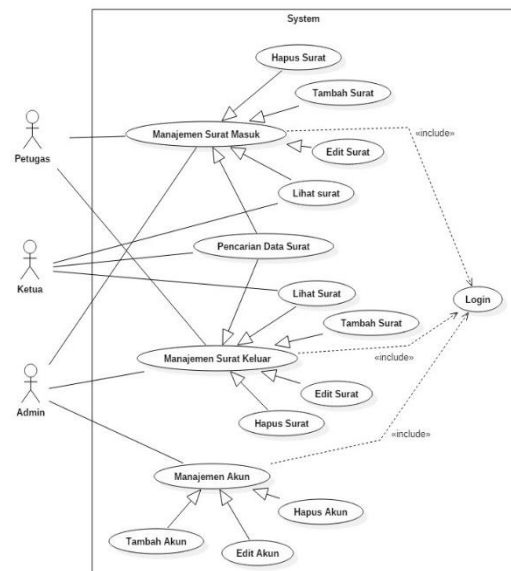 System
Hapus Surat
Tambah Surat
Manajemen Surat Masuk
«include»
Petugas
Edit Surat
Lihat surat
Pencarian Data Surat
Ketua
Lihat Surat
Login
Tambah Surat
Manajemen Surat Keluar
«include»
Admin
Edit Surat
Hapus Surat
«include»
Manajemen Akun
Hapus Akun
Tambah Akun
Edit Akun